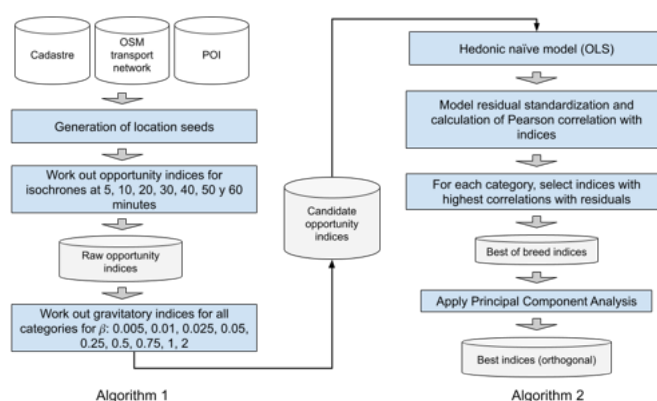 Cadastre
OSM
transport
network
POI
Generation of location seeds
Work out opportunity indices for
isochrones at 5, 10, 20, 30, 40, 50 y 60
minutes
Raw opportunity
indices
Work out gravitatory indices for all
categories for β: 0.005, 0.01, 0.025, 0.05,
0.25, 0.5, 0.75, 1, 2
Algorithm 1
Candidate
opportunity
indices
Hedonic naïve model (OLS)
Model residual standardization and
calculation of Pearson correlation with
indices
For each category, select indices with
highest correlations with residuals
Best of breed indices
Apply Principal Component Analysis
Best indices (orthogonal)
Algorithm 2